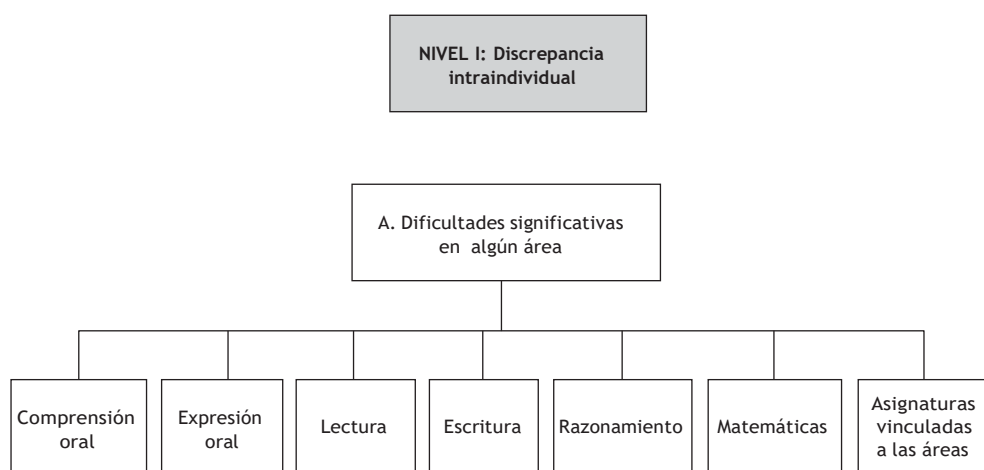 NIVEL I: Discrepancia
intraindividual
A. Dificultades significativas
en algún área
Comprensión
oral
Expresión
oral
Lectura
Escritura
Razonamiento
Matemáticas
Asignaturas
vinculadas
a las áreas